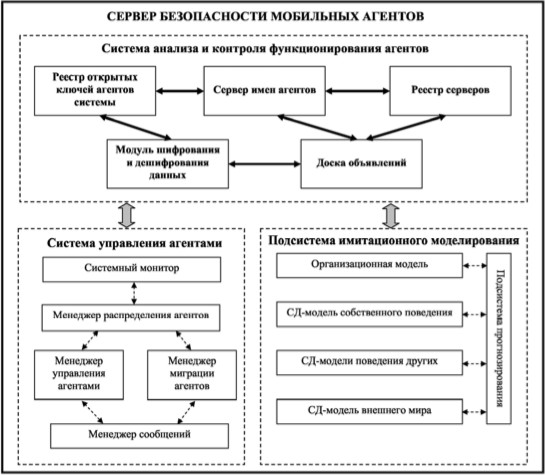 СЕРВЕР БЕЗОПАСНОСТИ МОБИЛЬНЫХ АГЕНТОВ
Система анализа и контроля функционирования агентов
Реестр открытых
ключей агентов
системы
Сервер имен агентов
Реестр серверов
Модуль шифрования
и дешифрования
данных
Доска объявлений
Система управления агентами
Системный монитор
Менеджер распределения агентов
Менеджер
управления
агентами
Менеджер
миграции
агентов
Менеджер сообщений
Подсистема имитационного моделирования
Организационная модель
СД-модель собственного поведения
СД-модели поведения других
СД-модель внешнего мира
Подсистема прогнозирования